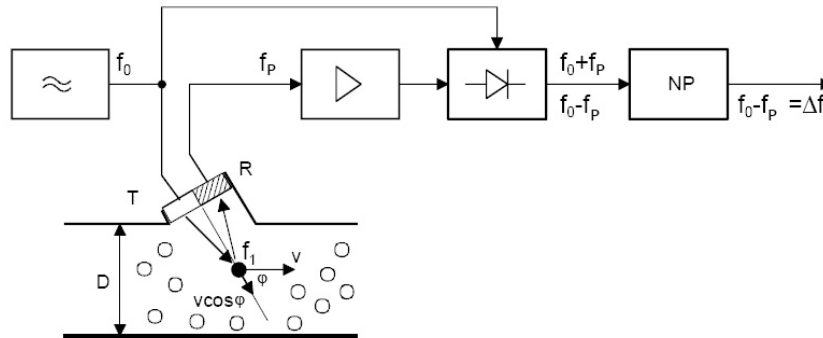 f₀
fₚ
f₀+fₚ
f₀-fₚ
NP
f₀-fₚ =Δf
T
R
D
f₁
v
φ
vcosφ